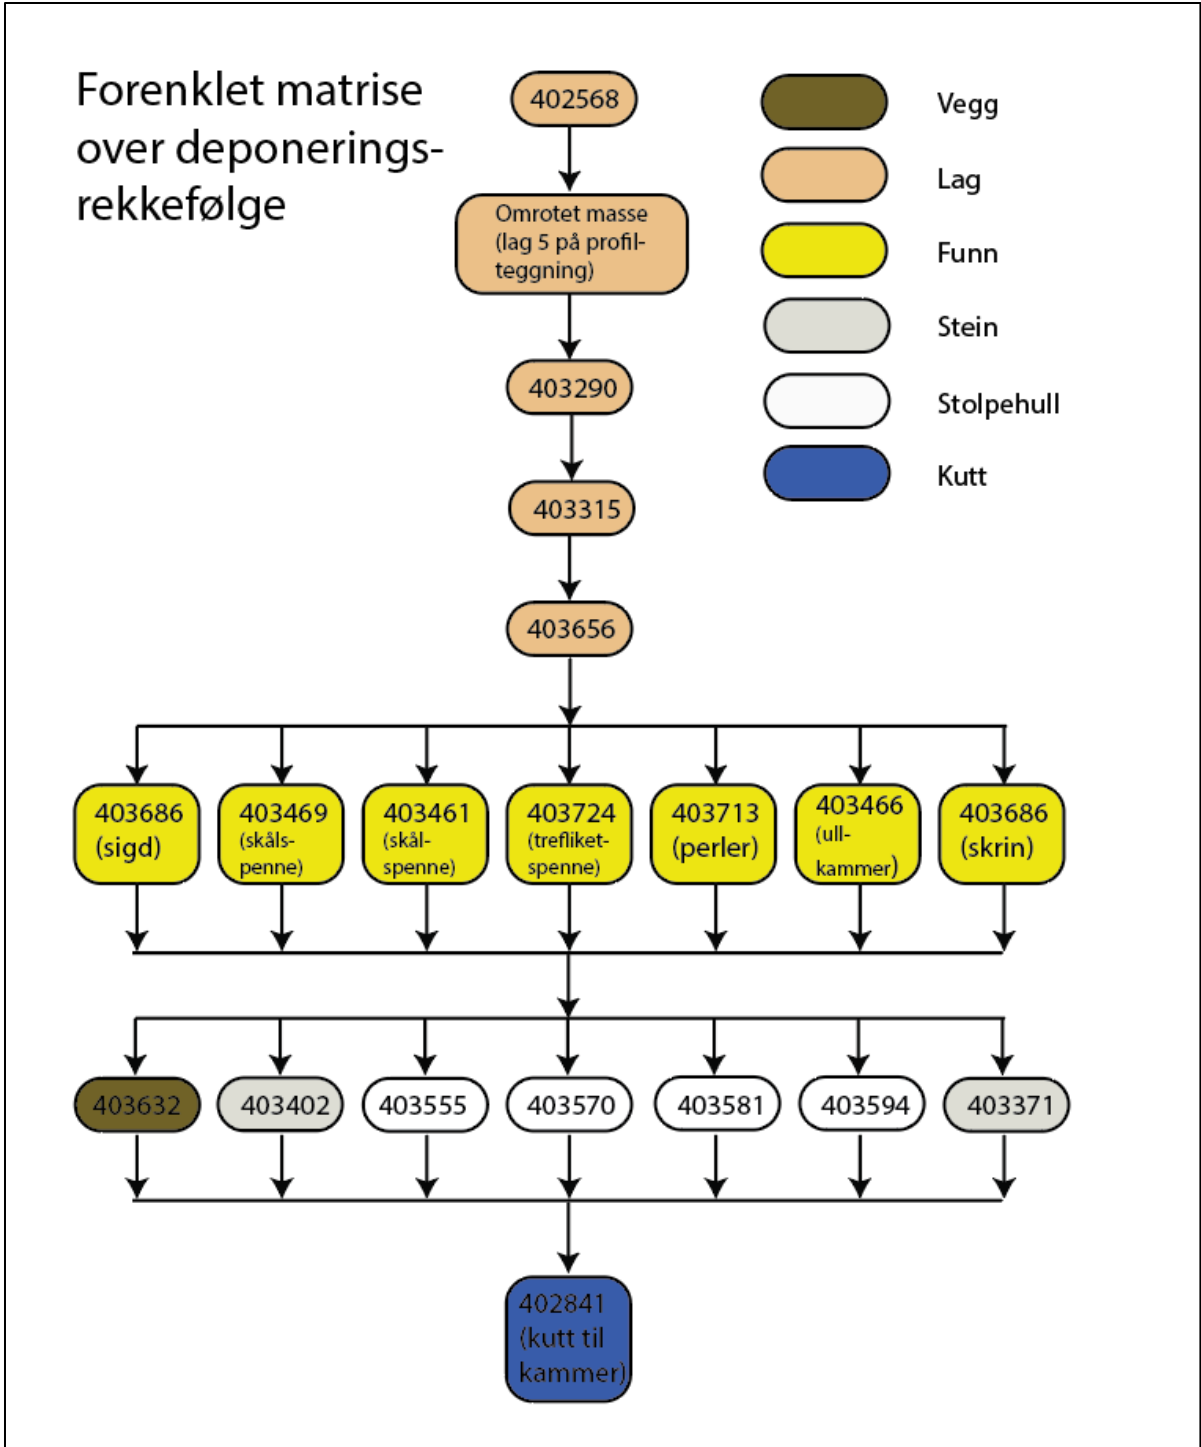 Forenklet matrise
over deponerings-
rekkefølge
402568
Omrotet masse
(lag 5 på profil-
teggning)
403290
403315
403656
Vegg
Lag
Funn
Stein
Stolpehull
Kutt
403686
(sigd)
403469
(skåls-
penne)
403461
(skål-
spenne)
403724
(trefliket-
spenne)
403713
(perler)
403466
(ull-
kammer)
403686
(skrin)
403632
403402
403555
403570
403581
403594
403371
402841
(kutt til
kammer)